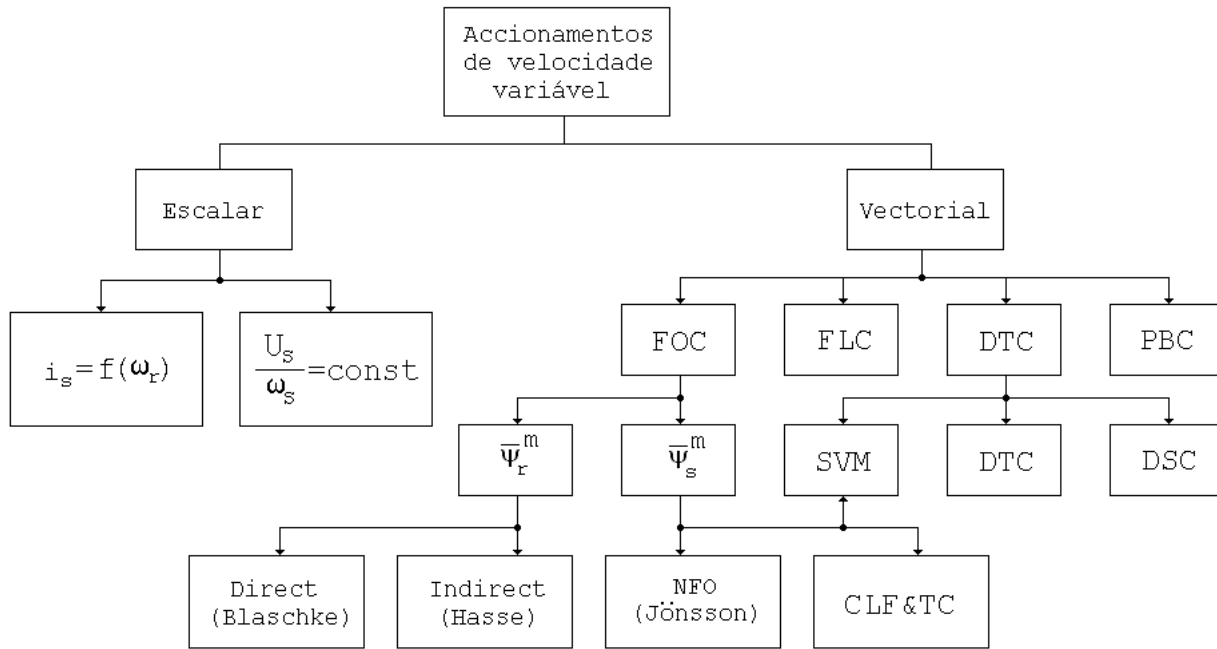 Accionamentos
de velocidade
variável
Escalar
Vectorial
i_s=f(ω_r)
U_s/ω_s=const
FOC
FLC
DTC
PBC
Ψ̅_r^m
Ψ̅_s^m
SVM
DTC
DSC
Direct
(Blaschke)
Indirect
(Hasse)
NFO
(Jönsson)
CLF&TC